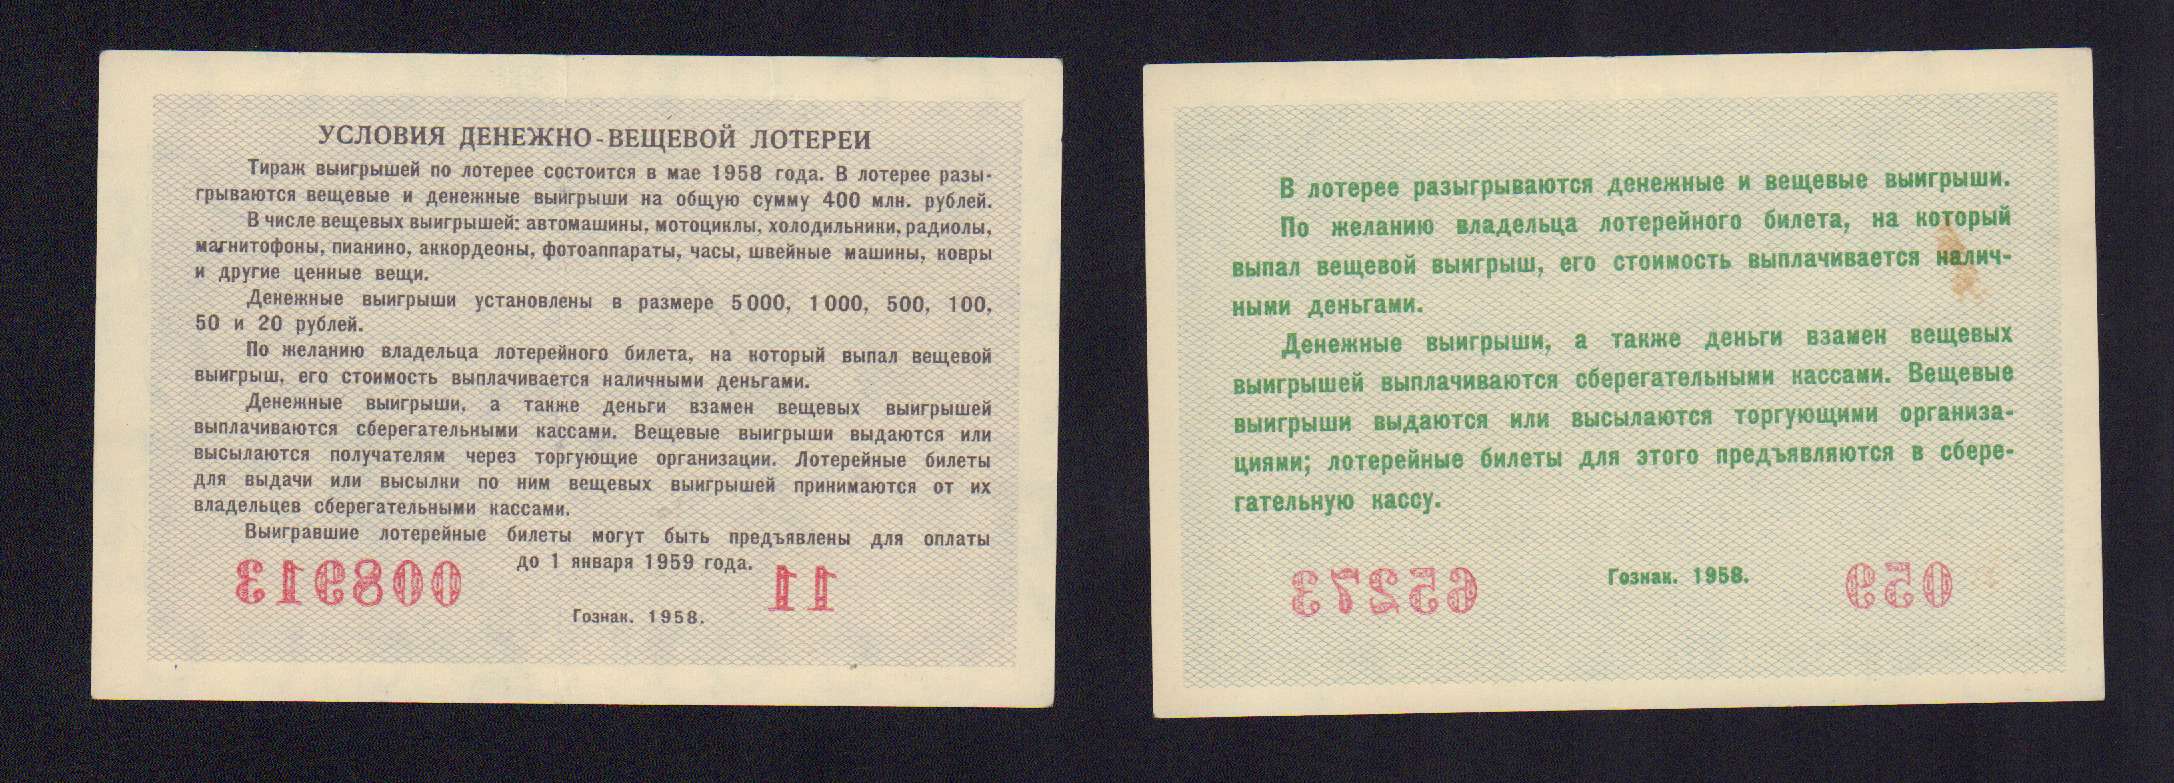 УСЛОВИЯ ДЕНЕЖНО-ВЕЩЕВОЙ ЛОТЕРЕИ
Тираж выигрышей по лотерее состоится в мае 1958 года. В лотерее разы-
грываются вещевые и денежные выигрыши на общую сумму 400 млн. рублей.
В числе вещевых выигрышей: автомашины, мотоциклы, холодильники, радиолы,
магнитофоны, пианино, аккордеоны, фотоаппараты, часы, швейные машины, ковры
и другие ценные вещи.
Денежные выигрыши установлены в размере 5 000, 1 000, 500, 100,
50 и 20 рублей.
По желанию владельца лотерейного билета, на который выпал вещевой
выигрыш, его стоимость выплачивается наличными деньгами.
Денежные выигрыши, а также деньги взамен вещевых выигрышей
выплачиваются сберегательными кассами. Вещевые выигрыши выдаются или
высылаются получателям через торгующие организации. Лотерейные билеты
для выдачи или высылки по ним вещевых выигрышей принимаются от их
владельцев сберегательными кассами.
Выигравшие лотерейные билеты могут быть предъявлены для оплаты
до 1 января 1959 года.
008913 11
Гознак. 1958.
В лотерее разыгрываются денежные и вещевые выигрыши.
По желанию владельца лотерейного билета, на который
выпал вещевой выигрыш, его стоимость выплачивается налич-
ными деньгами.
Денежные выигрыши, а также деньги взамен вещевых
выигрышей выплачиваются сберегательными кассами. Вещевые
выигрыши выдаются или высылаются торгующими организа-
циями; лотерейные билеты для этого предъявляются в сбере-
гательную кассу.
65273 Гознак. 1958. 059